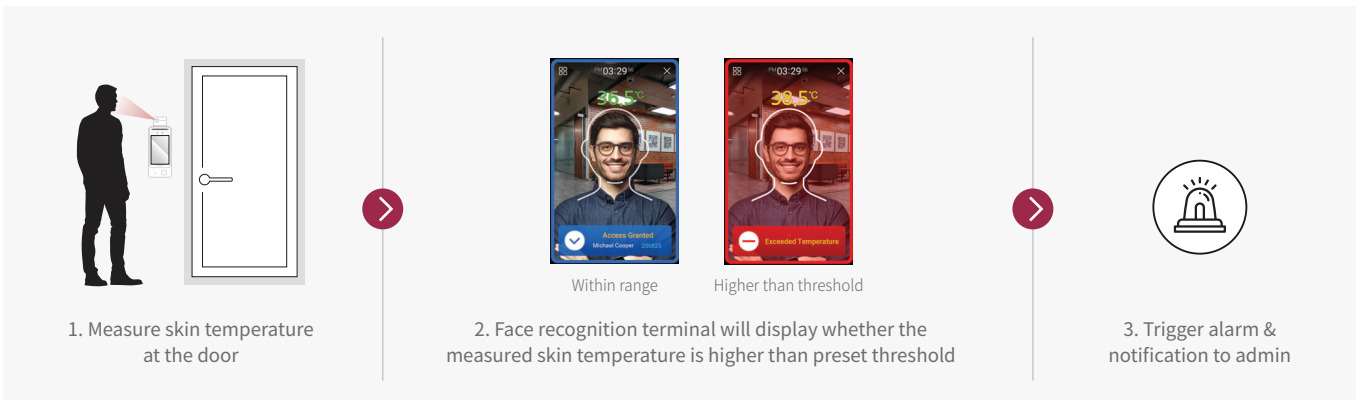 PM 03:29 56
36.5°C
Access Granted
Michael Cooper
Within range
PM 03:29 56
38.5°C
Exceeded Temperature
Higher than threshold
1. Measure skin temperature
at the door
2. Face recognition terminal will display whether the
measured skin temperature is higher than preset threshold
3. Trigger alarm &
notification to admin